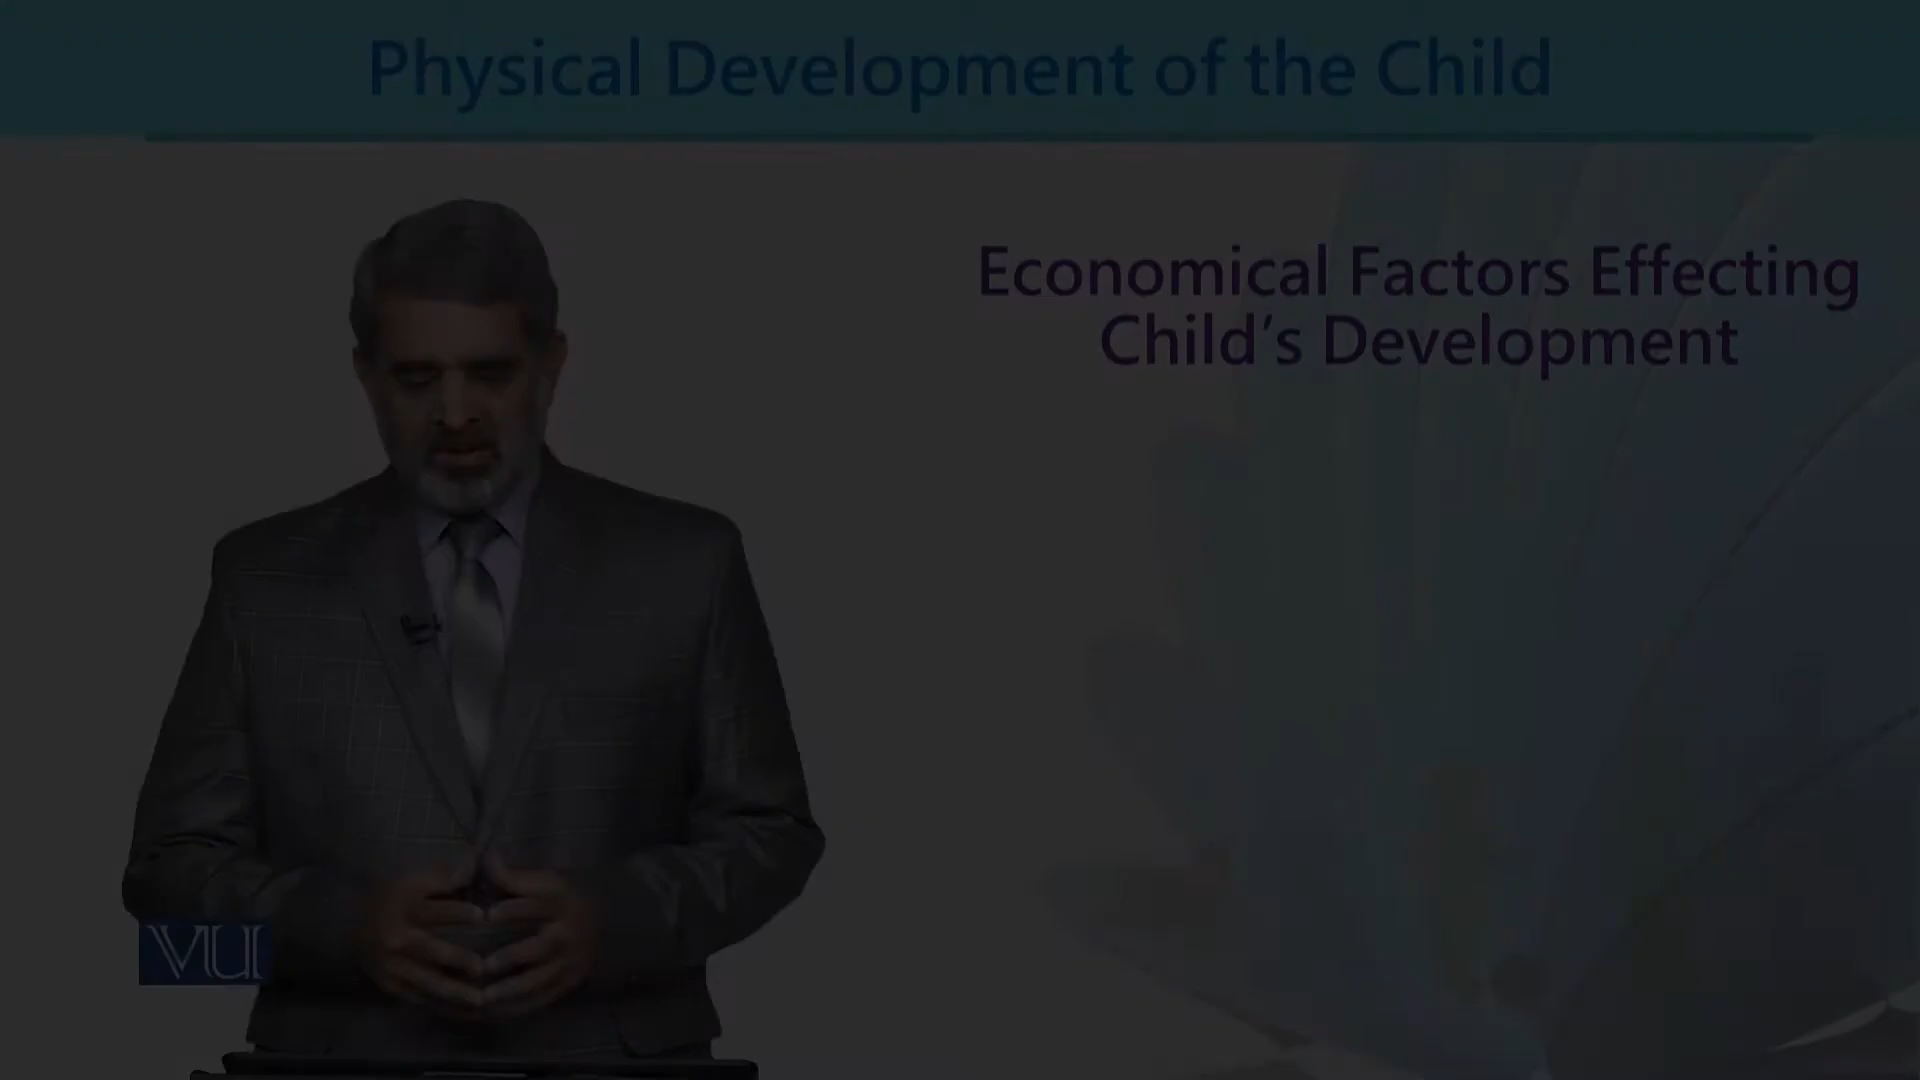 Physical Development of the Child
Economical Factors Effecting
Child’s Development
VU